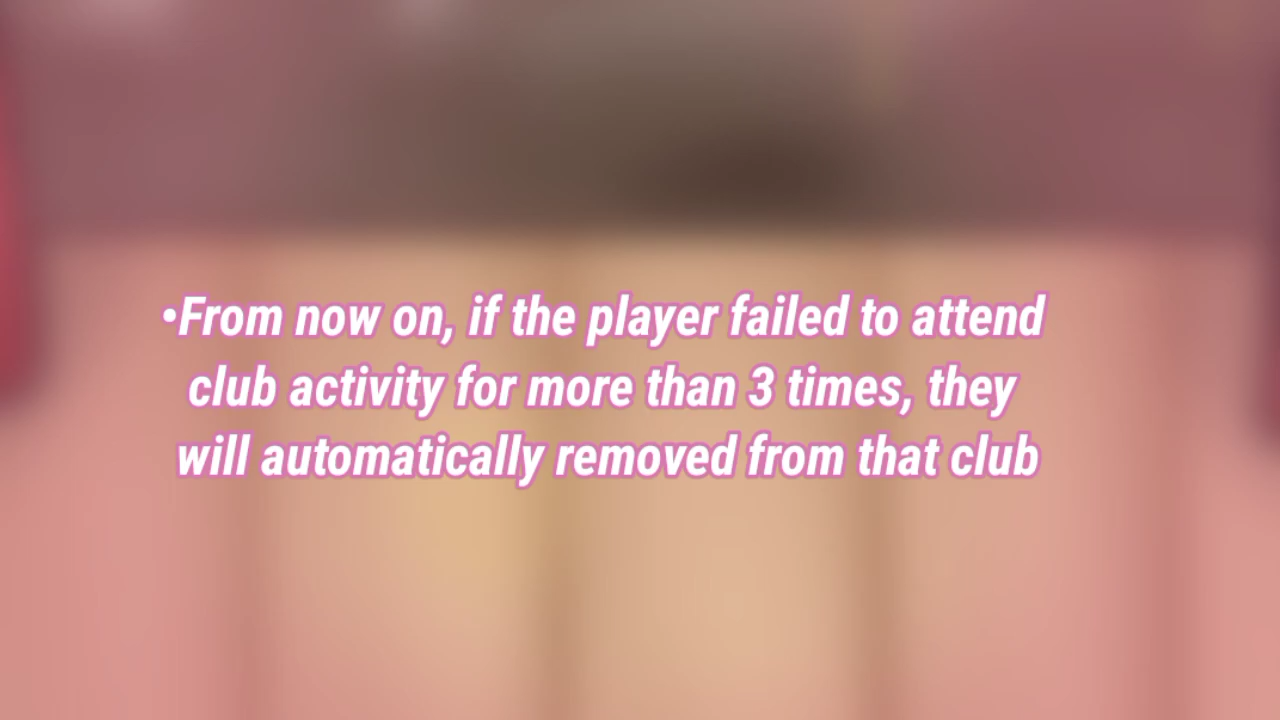 •From now on, if the player failed to attend
club activity for more than 3 times, they
will automatically removed from that club